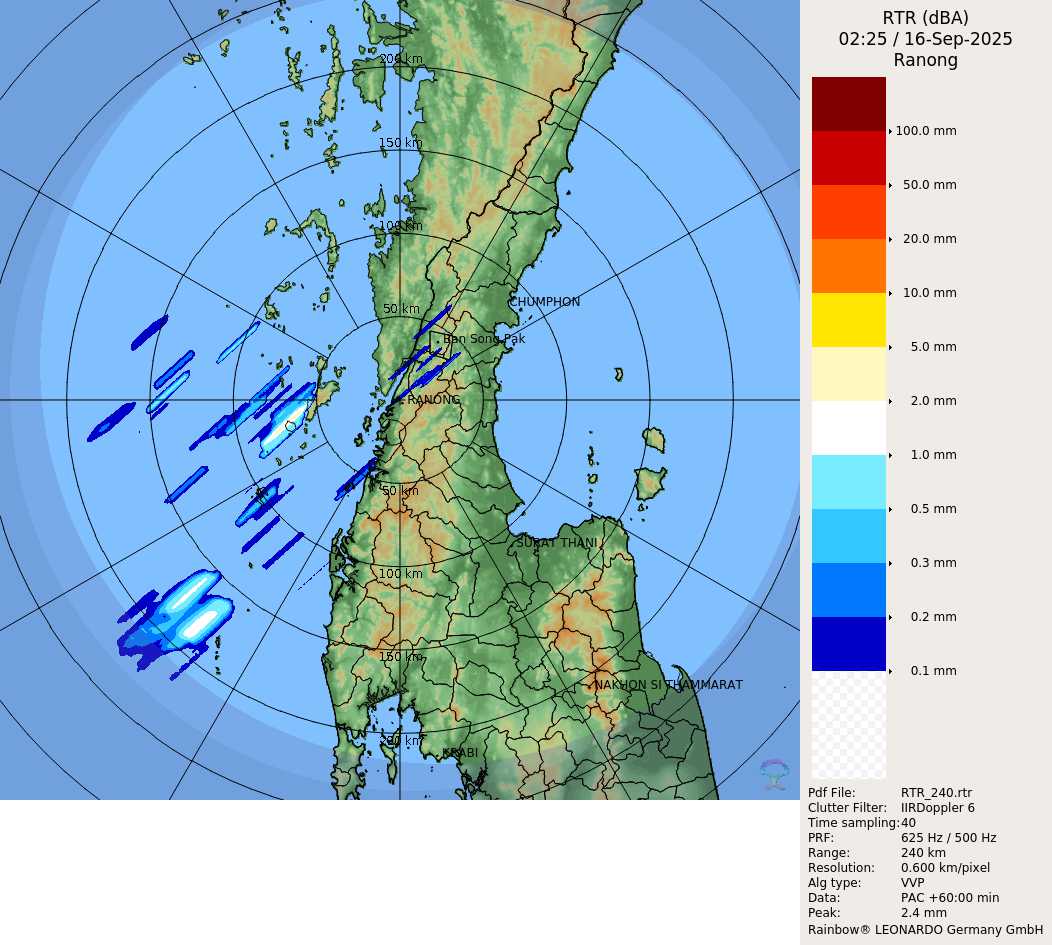 RTR (dBA)
02:25 / 16-Sep-2025
Ranong
200 km
150 km
100 km
50 km
CHUMPHON
Ban Song Pak
RANONG
50 km
SURAT THANI
100 km
150 km
NAKHON SI THAMMARAT
200 km
KRABI
100.0 mm
50.0 mm
20.0 mm
10.0 mm
5.0 mm
2.0 mm
1.0 mm
0.5 mm
0.3 mm
0.2 mm
0.1 mm
Pdf File: RTR_240.rtr
Clutter Filter: IIRDoppler 6
Time sampling:40
PRF: 625 Hz / 500 Hz
Range: 240 km
Resolution: 0.600 km/pixel
Alg type: VVP
Data: PAC +60:00 min
Peak: 2.4 mm
Rainbow® LEONARDO Germany GmbH